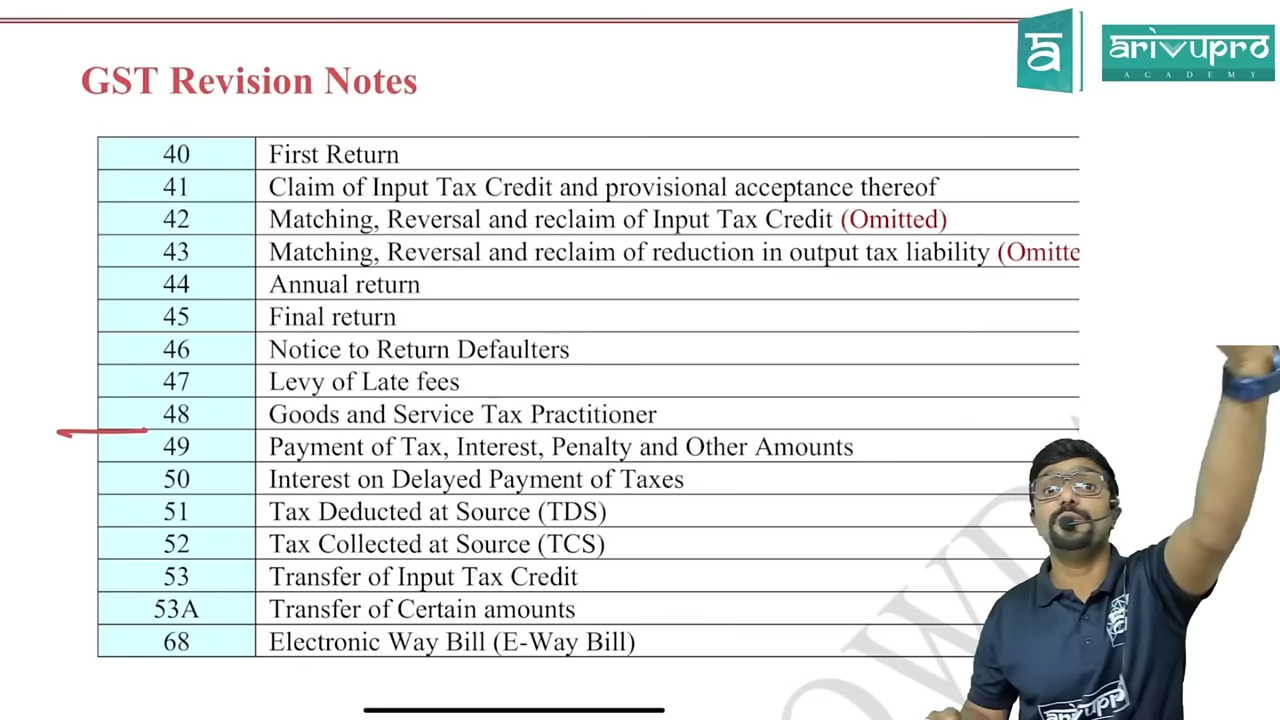 ā
arivupro
ACADEMY
GST Revision Notes
40 First Return
41 Claim of Input Tax Credit and provisional acceptance thereof
42 Matching, Reversal and reclaim of Input Tax Credit (Omitted)
43 Matching, Reversal and reclaim of reduction in output tax liability (Omitte
44 Annual return
45 Final return
46 Notice to Return Defaulters
47 Levy of Late fees
48 Goods and Service Tax Practitioner
49 Payment of Tax, Interest, Penalty and Other Amounts
50 Interest on Delayed Payment of Taxes
51 Tax Deducted at Source (TDS)
52 Tax Collected at Source (TCS)
53 Transfer of Input Tax Credit
53A Transfer of Certain amounts
68 Electronic Way Bill (E-Way Bill)